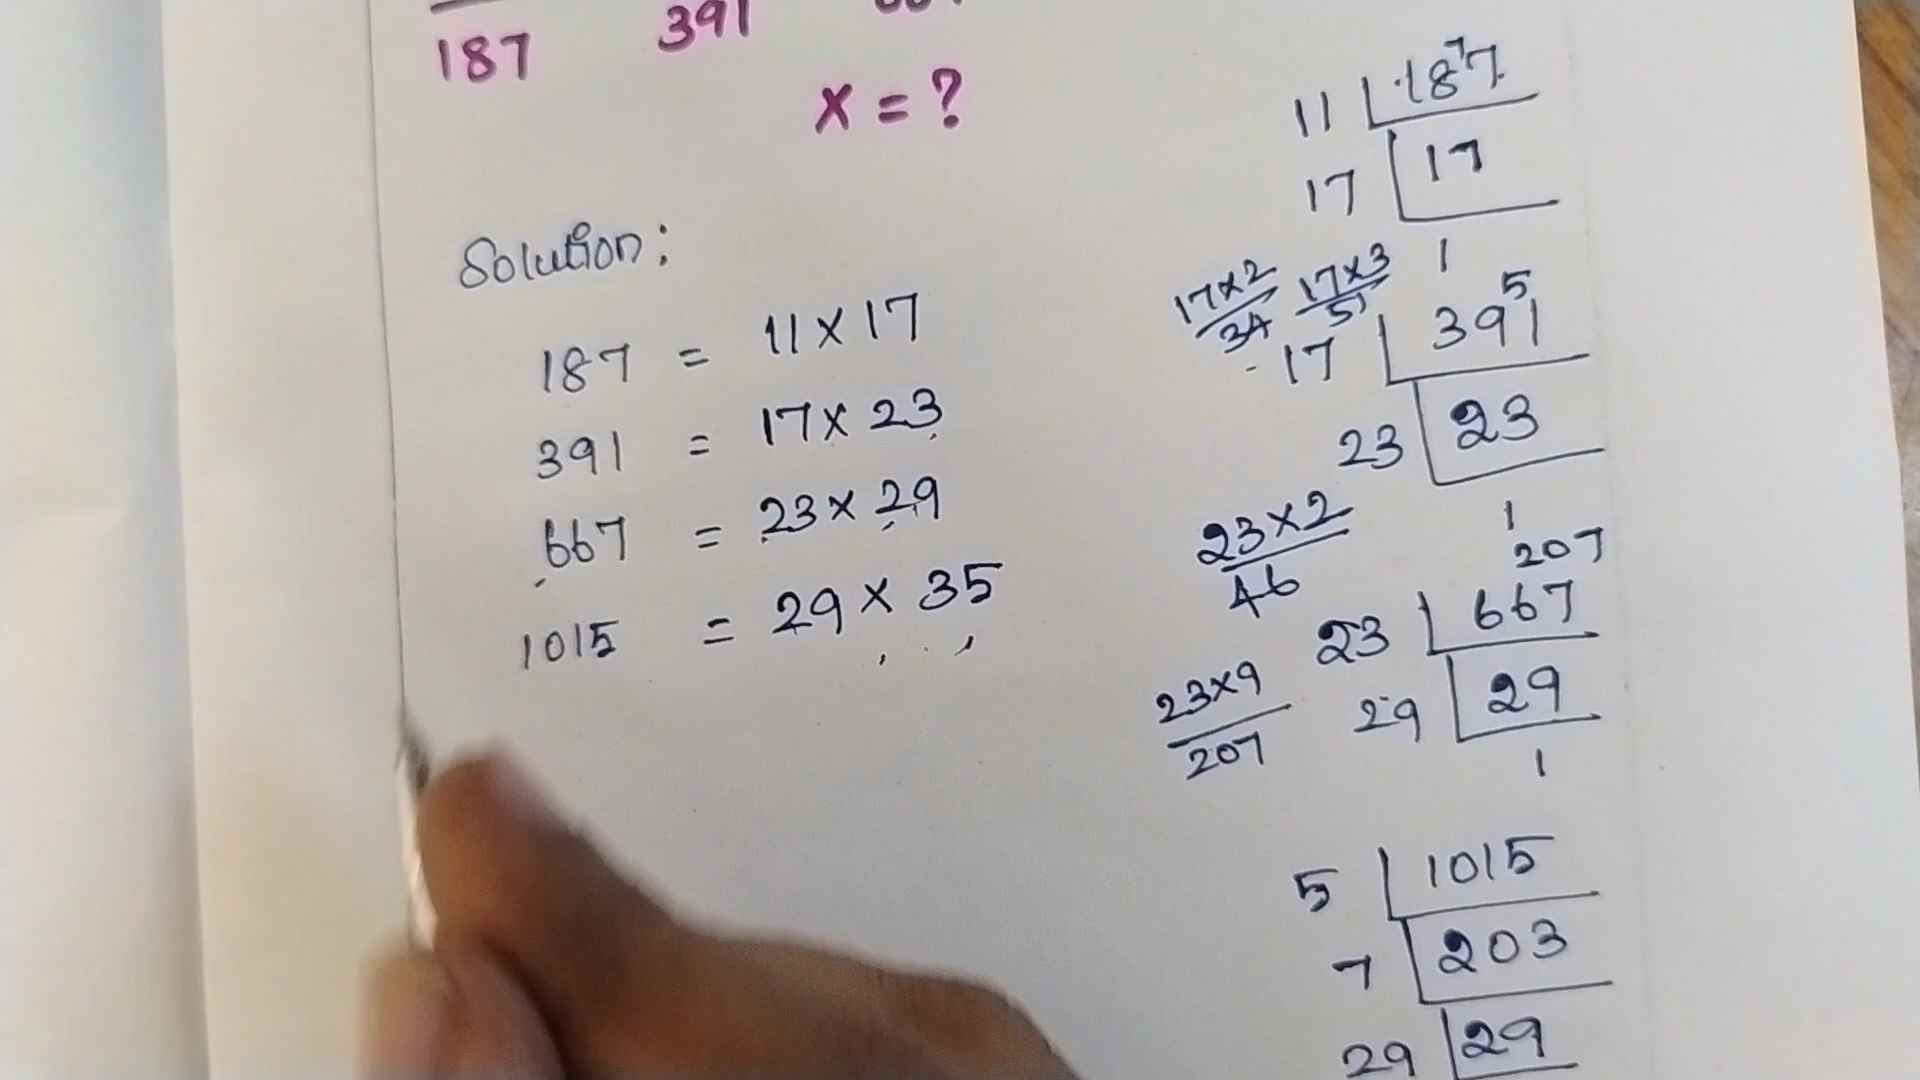 187 391
x = ?
Solution:
187 = 11 x 17
391 = 17 x 23
667 = 23 x 29
1015 = 29 x 35
7
11 187
17 17
1
17x2 17x3
34 51
5
17 391
23 23
1
23x2
46
207
23 667
23x9
207
29 29
1
5 1015
7 203
29 29